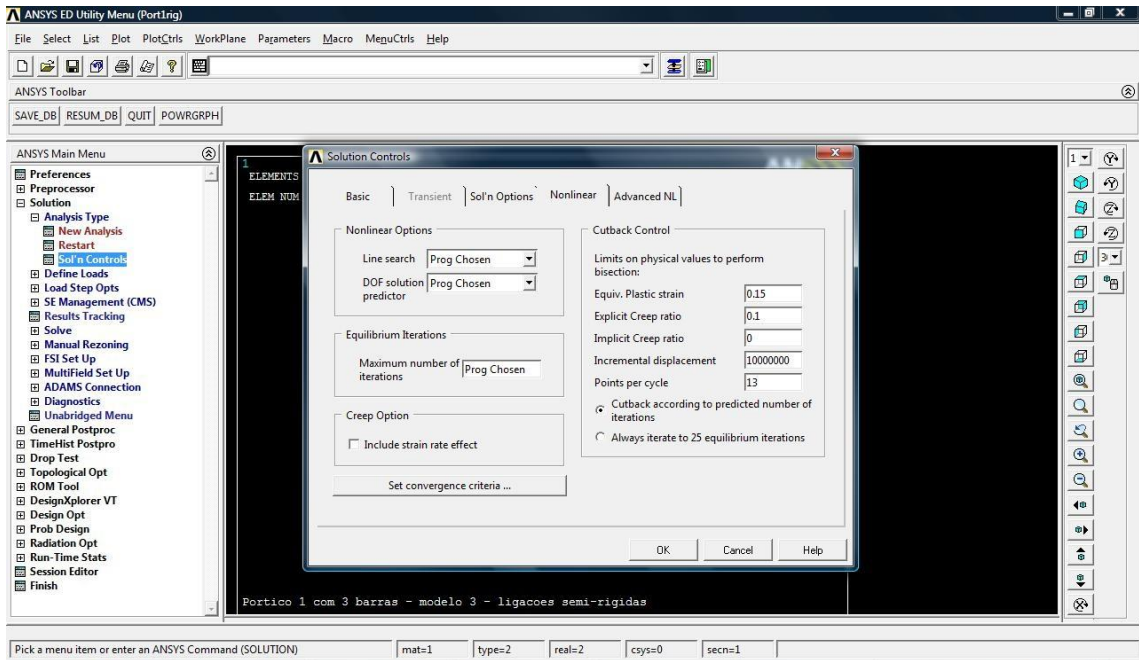 ANSYS ED Utility Menu (Port1rig)
File Select List Plot PlotCtrls WorkPlane Parameters Macro MenuCtrls Help
ANSYS Toolbar
SAVE_DB RESUM_DB QUIT POWRGRPH
ANSYS Main Menu
Preferences
Preprocessor
Solution
Analysis Type
New Analysis
Restart
Sol'n Controls
Define Loads
Load Step Opts
SE Management (CMS)
Results Tracking
Solve
Manual Rezoning
FSI Set Up
MultiField Set Up
ADAMS Connection
Diagnostics
Unabridged Menu
General Postproc
TimeHist Postpro
Drop Test
Topological Opt
ROM Tool
DesignXplorer VT
Design Opt
Prob Design
Radiation Opt
Run-Time Stats
Session Editor
Finish
1
ELEMENTS
ELEM NUM
Solution Controls
Basic Transient Sol'n Options Nonlinear Advanced NL
Nonlinear Options
Line search Prog Chosen
DOF solution Prog Chosen
predictor
Equilibrium Iterations
Maximum number of Prog Chosen
iterations
Creep Option
Include strain rate effect
Set convergence criteria ...
Cutback Control
Limits on physical values to perform
bisection:
Equiv. Plastic strain 0.15
Explicit Creep ratio 0.1
Implicit Creep ratio 0
Incremental displacement 10000000
Points per cycle 13
Cutback according to predicted number of
iterations
Always iterate to 25 equilibrium iterations
OK Cancel Help
Portico 1 com 3 barras - modelo 3 - ligacoes semi-rigidas
1
Pick a menu item or enter an ANSYS Command (SOLUTION) mat=1 type=2 real=2 csys=0 secn=1